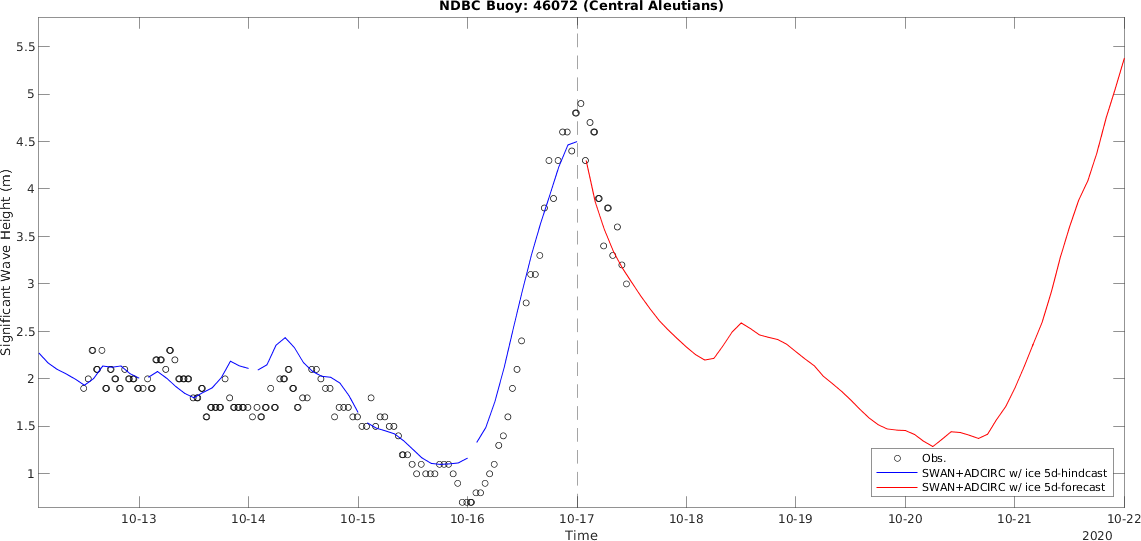 NDBC Buoy: 46072 (Central Aleutians)
Significant Wave Height (m)
5.5
5
4.5
4
3.5
3
2.5
2
1.5
1
Obs.
SWAN+ADCIRC w/ ice 5d-hindcast
SWAN+ADCIRC w/ ice 5d-forecast
10-13 10-14 10-15 10-16 10-17 10-18 10-19 10-20 10-21 10-22
Time
2020